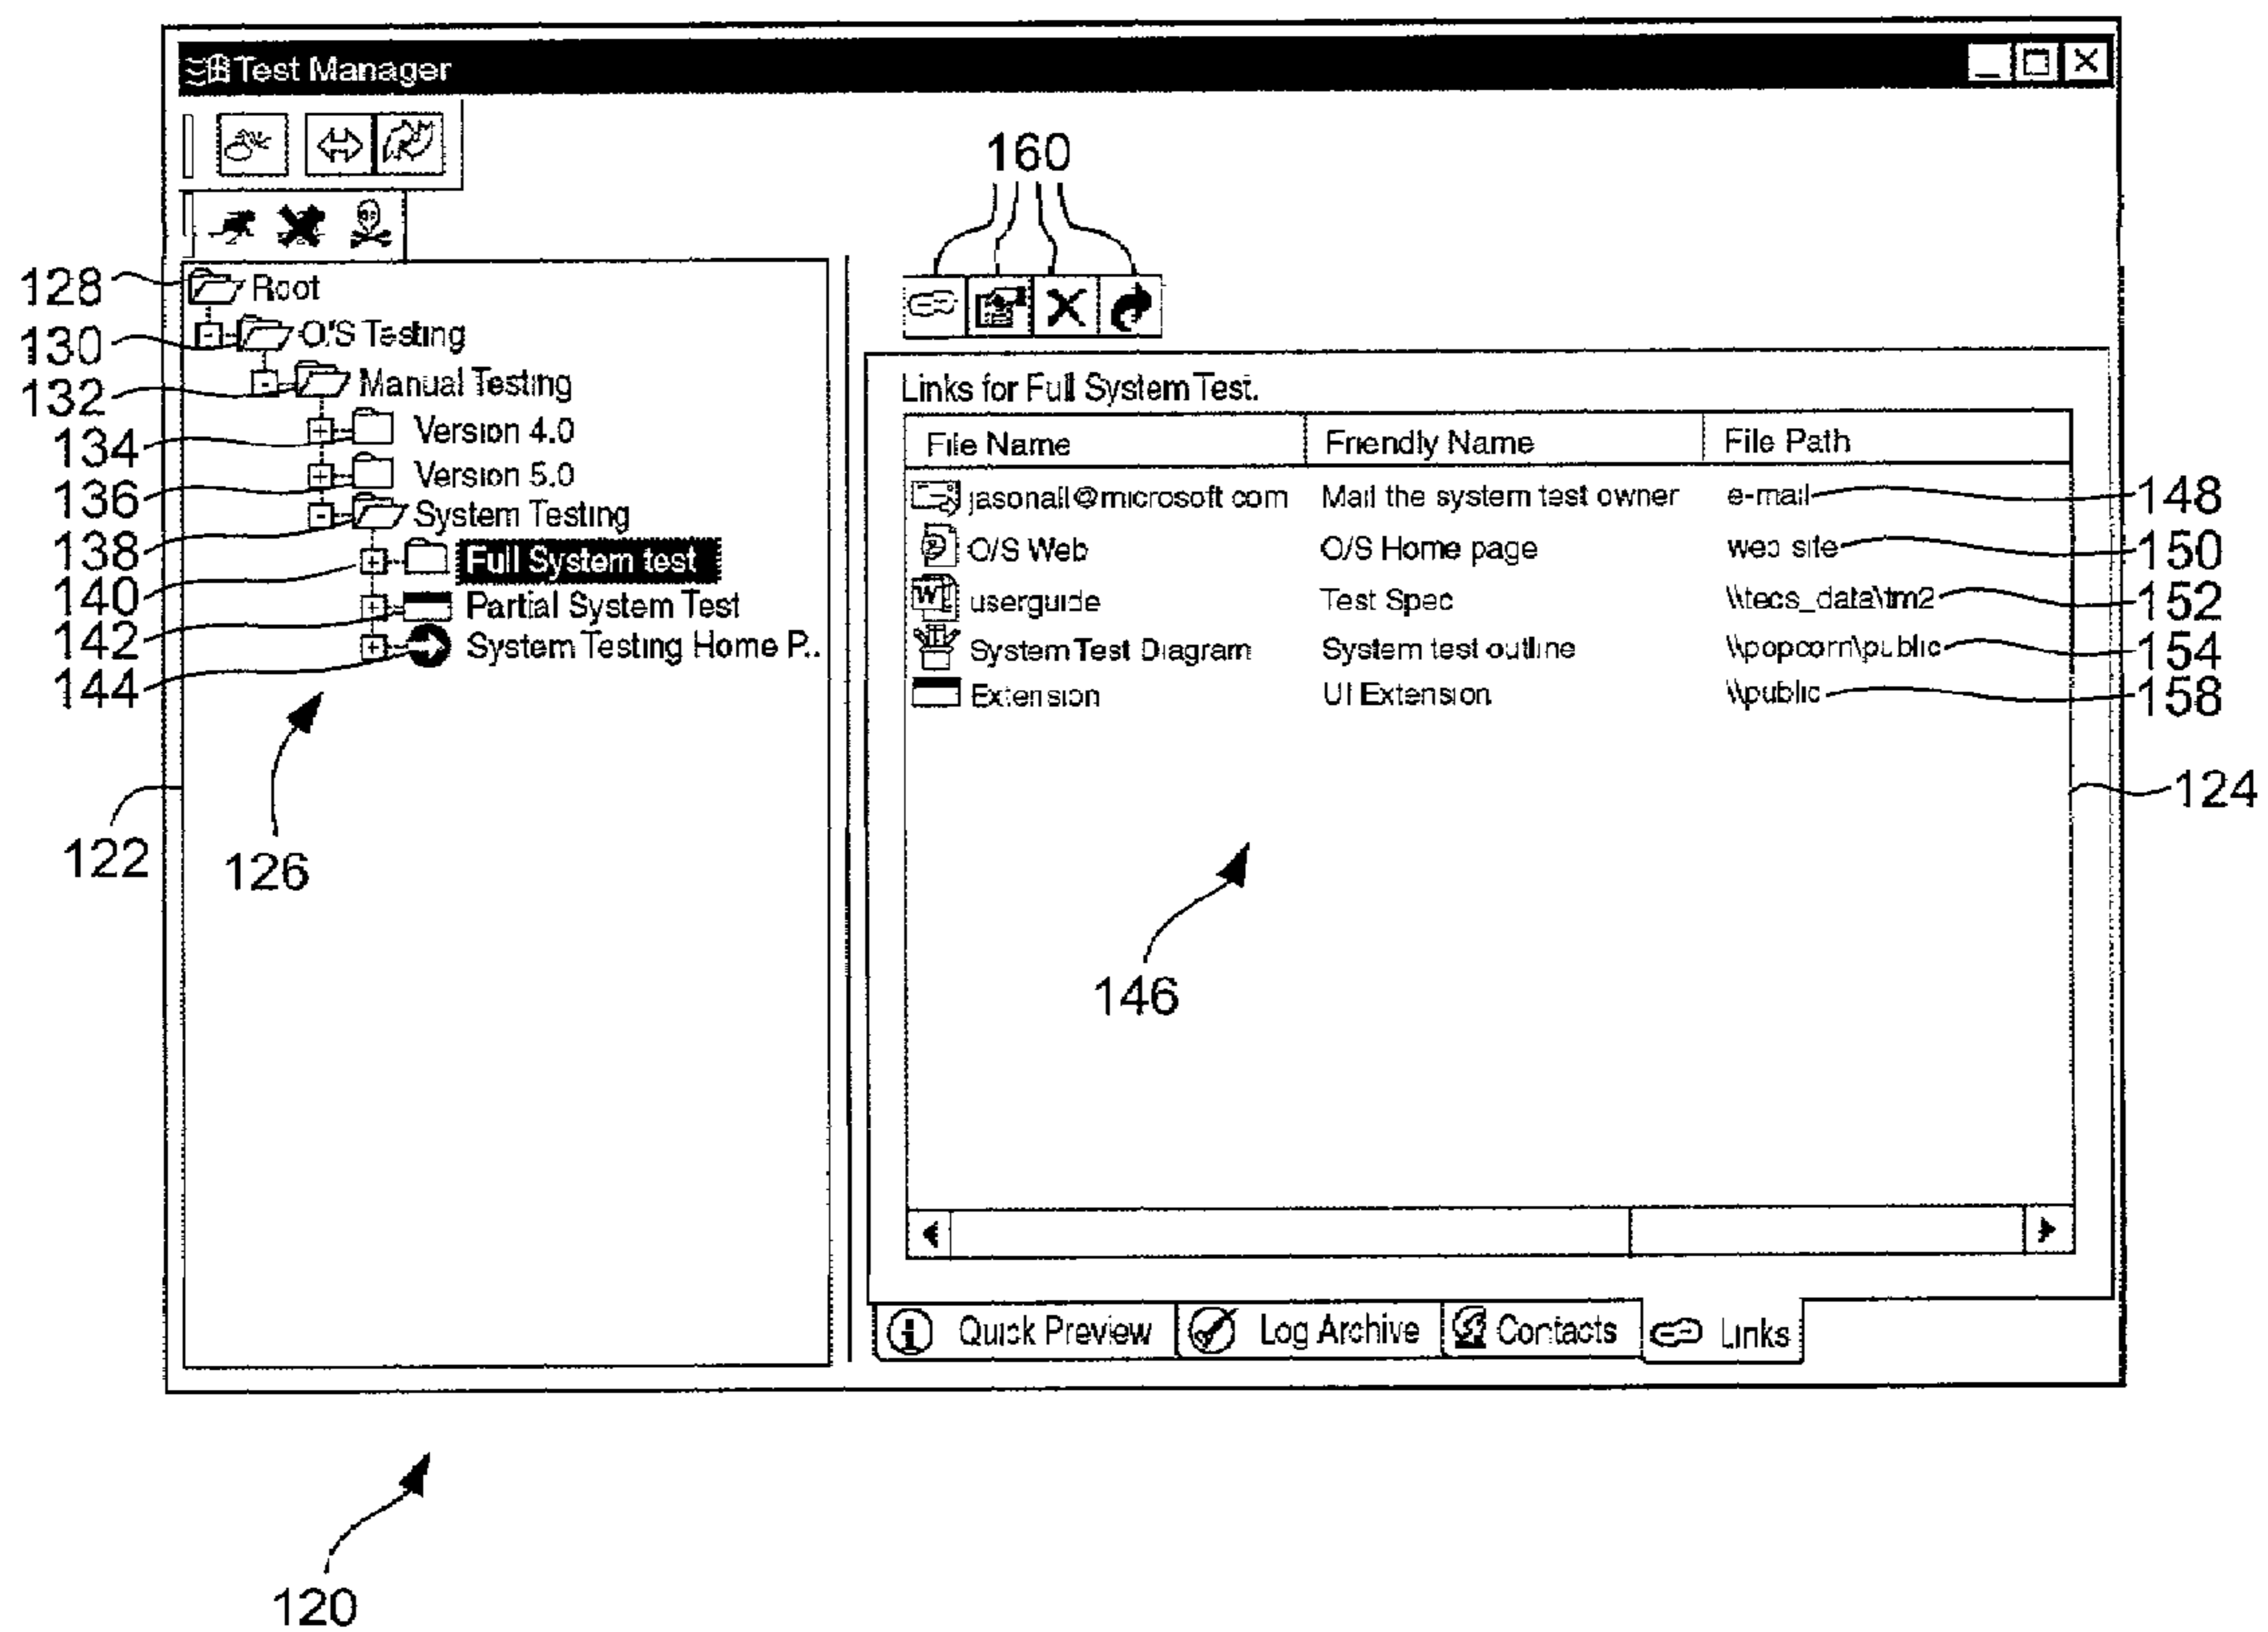 Test Manager
160
128 Root
130 O/S Testing
132 Manual Testing
134 Version 4.0
136 Version 5.0
138 System Testing
140 Full System test
142 Partial System Test
144 System Testing Home P..
122
126
Links for Full System Test.
File Name Friendly Name File Path
jasonall@microsoft com Mail the system test owner e-mail 148
O/S Web O/S Home page web site 150
userguide Test Spec \\tecs_data\tm2 152
System Test Diagram System test outline \\popcorn\public 154
Extension UI Extension \\public 158
124
146
Quick Preview Log Archive Contacts Links
120